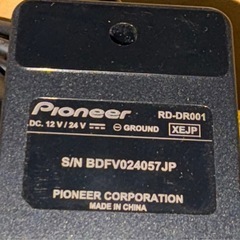 Pioneer RD-DR001
DC. 12 V / 24 V ⎓ ⊖ GROUND XEJP
S/N BDFV024057JP
PIONEER CORPORATION
MADE IN CHINA